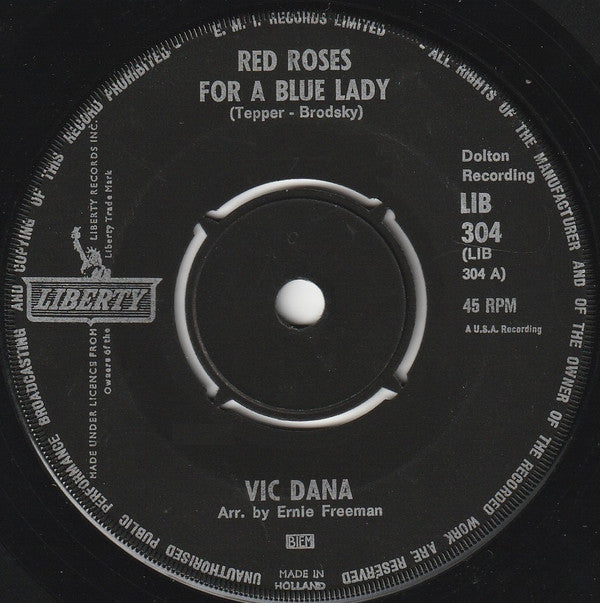 E. M. I. RECORDS LIMITED - ALL RIGHTS OF THE MANUFACTURER AND OF THE OWNER OF THE RECORDED WORK ARE RESERVED - UNAUTHORISED PUBLIC PERFORMANCE BROADCASTING AND COPYING OF THIS RECORD PROHIBITED -
RED ROSES
FOR A BLUE LADY
(Tepper - Brodsky)
Dolton
Recording
LIB
304
(LIB
304 A)
45 RPM
A U.S.A. Recording
LIBERTY
MADE UNDER LICENCE FROM LIBERTY RECORDS INC.
Owners of the Liberty Trade Mark
VIC DANA
Arr. by Ernie Freeman
BIEM
MADE IN
HOLLAND